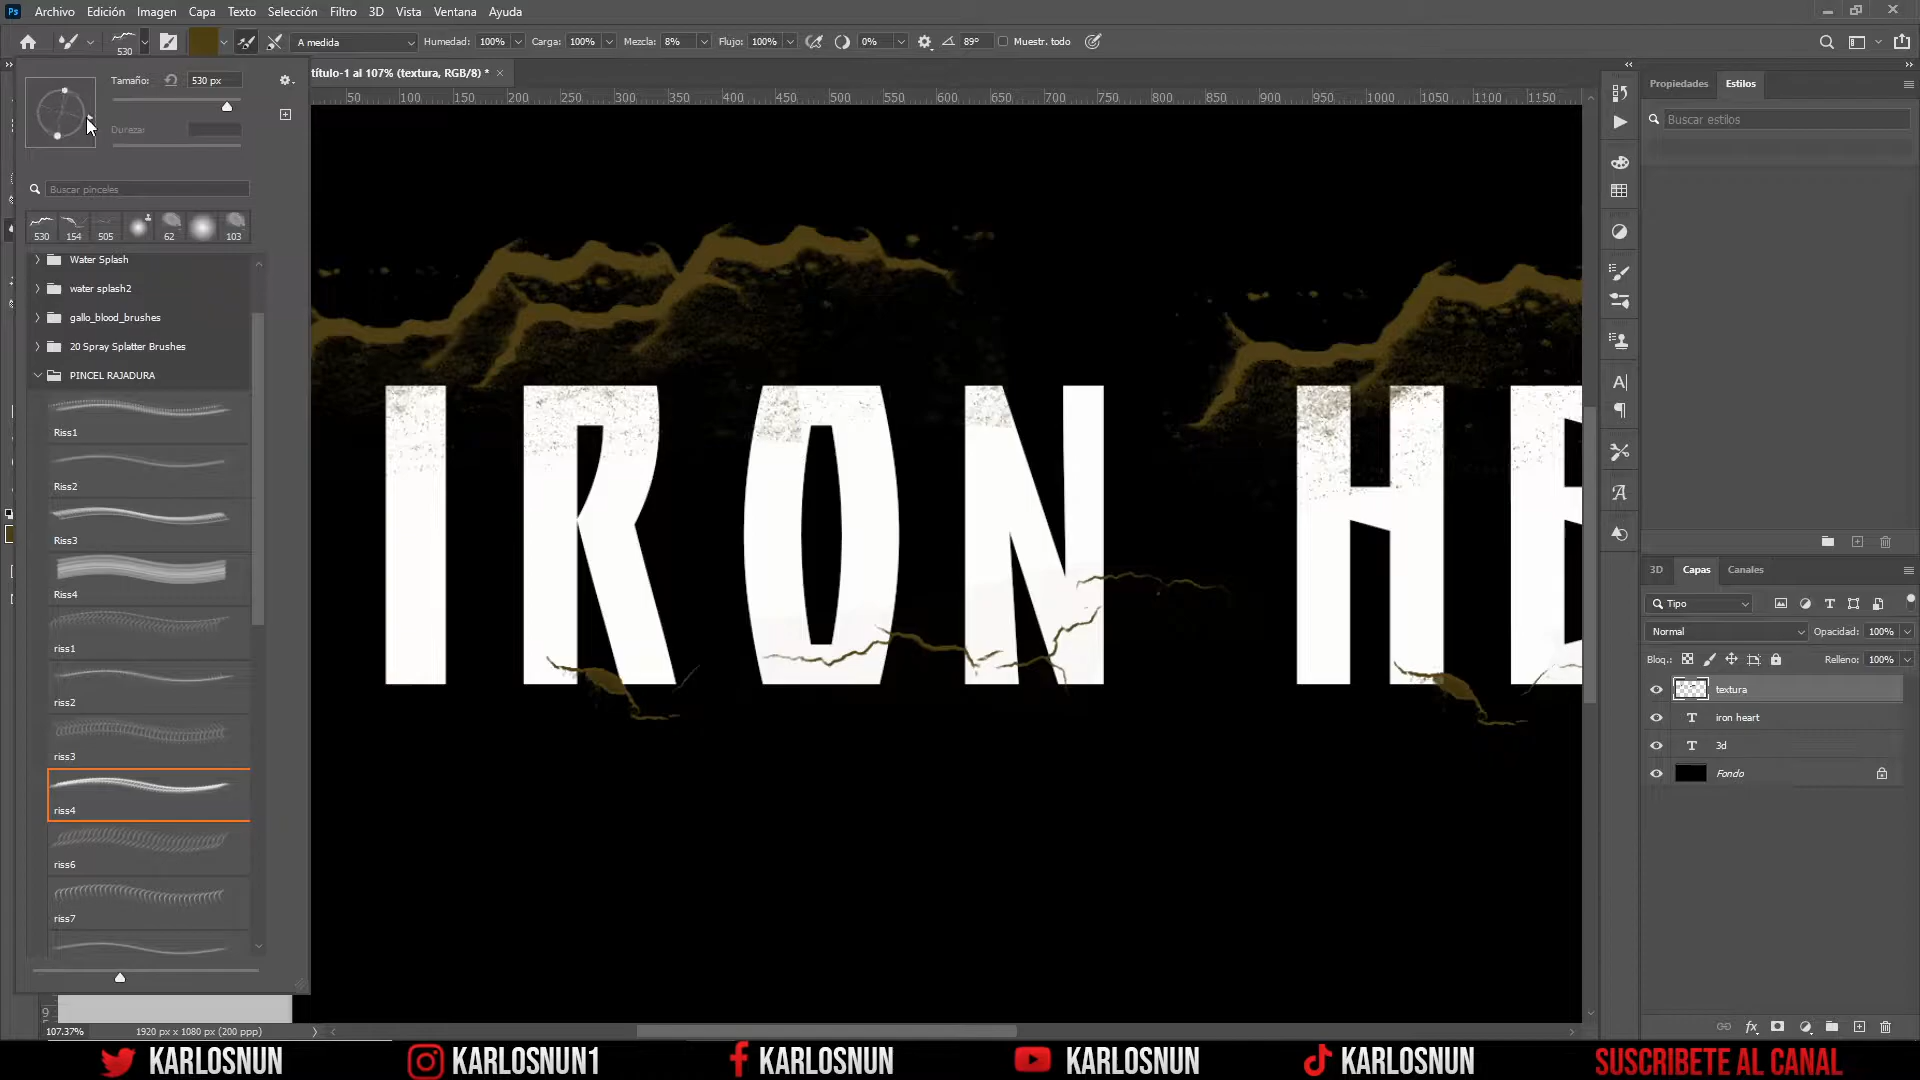 Ps Archivo Edición Imagen Capa Texto Selección Filtro 3D Vista Ventana Ayuda
530 A medida Humedad: 100% Carga: 100% Mezcla: 8% Flujo: 100% 0% 89° Muestr. todo
título-1 al 107% (textura, RGB/8) *
Tamaño: 530 px
Dureza:
Buscar pinceles
530 154 505 62 103
Water Splash
water splash2
gallo_blood_brushes
20 Spray Splatter Brushes
PINCEL RAJADURA
Riss1
Riss2
Riss3
Riss4
riss1
riss2
riss3
riss4
riss6
riss7
50 100 150 200 250 300 350 400 450 500 550 600 650 700 750 800 850 900 950 1000 1050 1100 1150
IRON HE
Propiedades Estilos
Buscar estilos
3D Capas Canales
Tipo
Normal Opacidad: 100%
Bloq.: Relleno: 100%
textura
T iron heart
T 3d
Fondo
107.37% 1920 px x 1080 px (200 ppp)
KARLOSNUN KARLOSNUN1 KARLOSNUN KARLOSNUN KARLOSNUN SUSCRIBETE AL CANAL